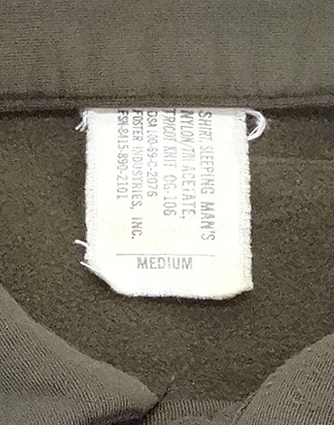 SHIRT SLEEPING MAN'S
NYLON/TRI ACETATE,
TRICOT KNIT OG-106
DSA 100-69-C-2076
FOSTER INDUSTRIES, INC.
FSN-8415-890-2101
MEDIUM